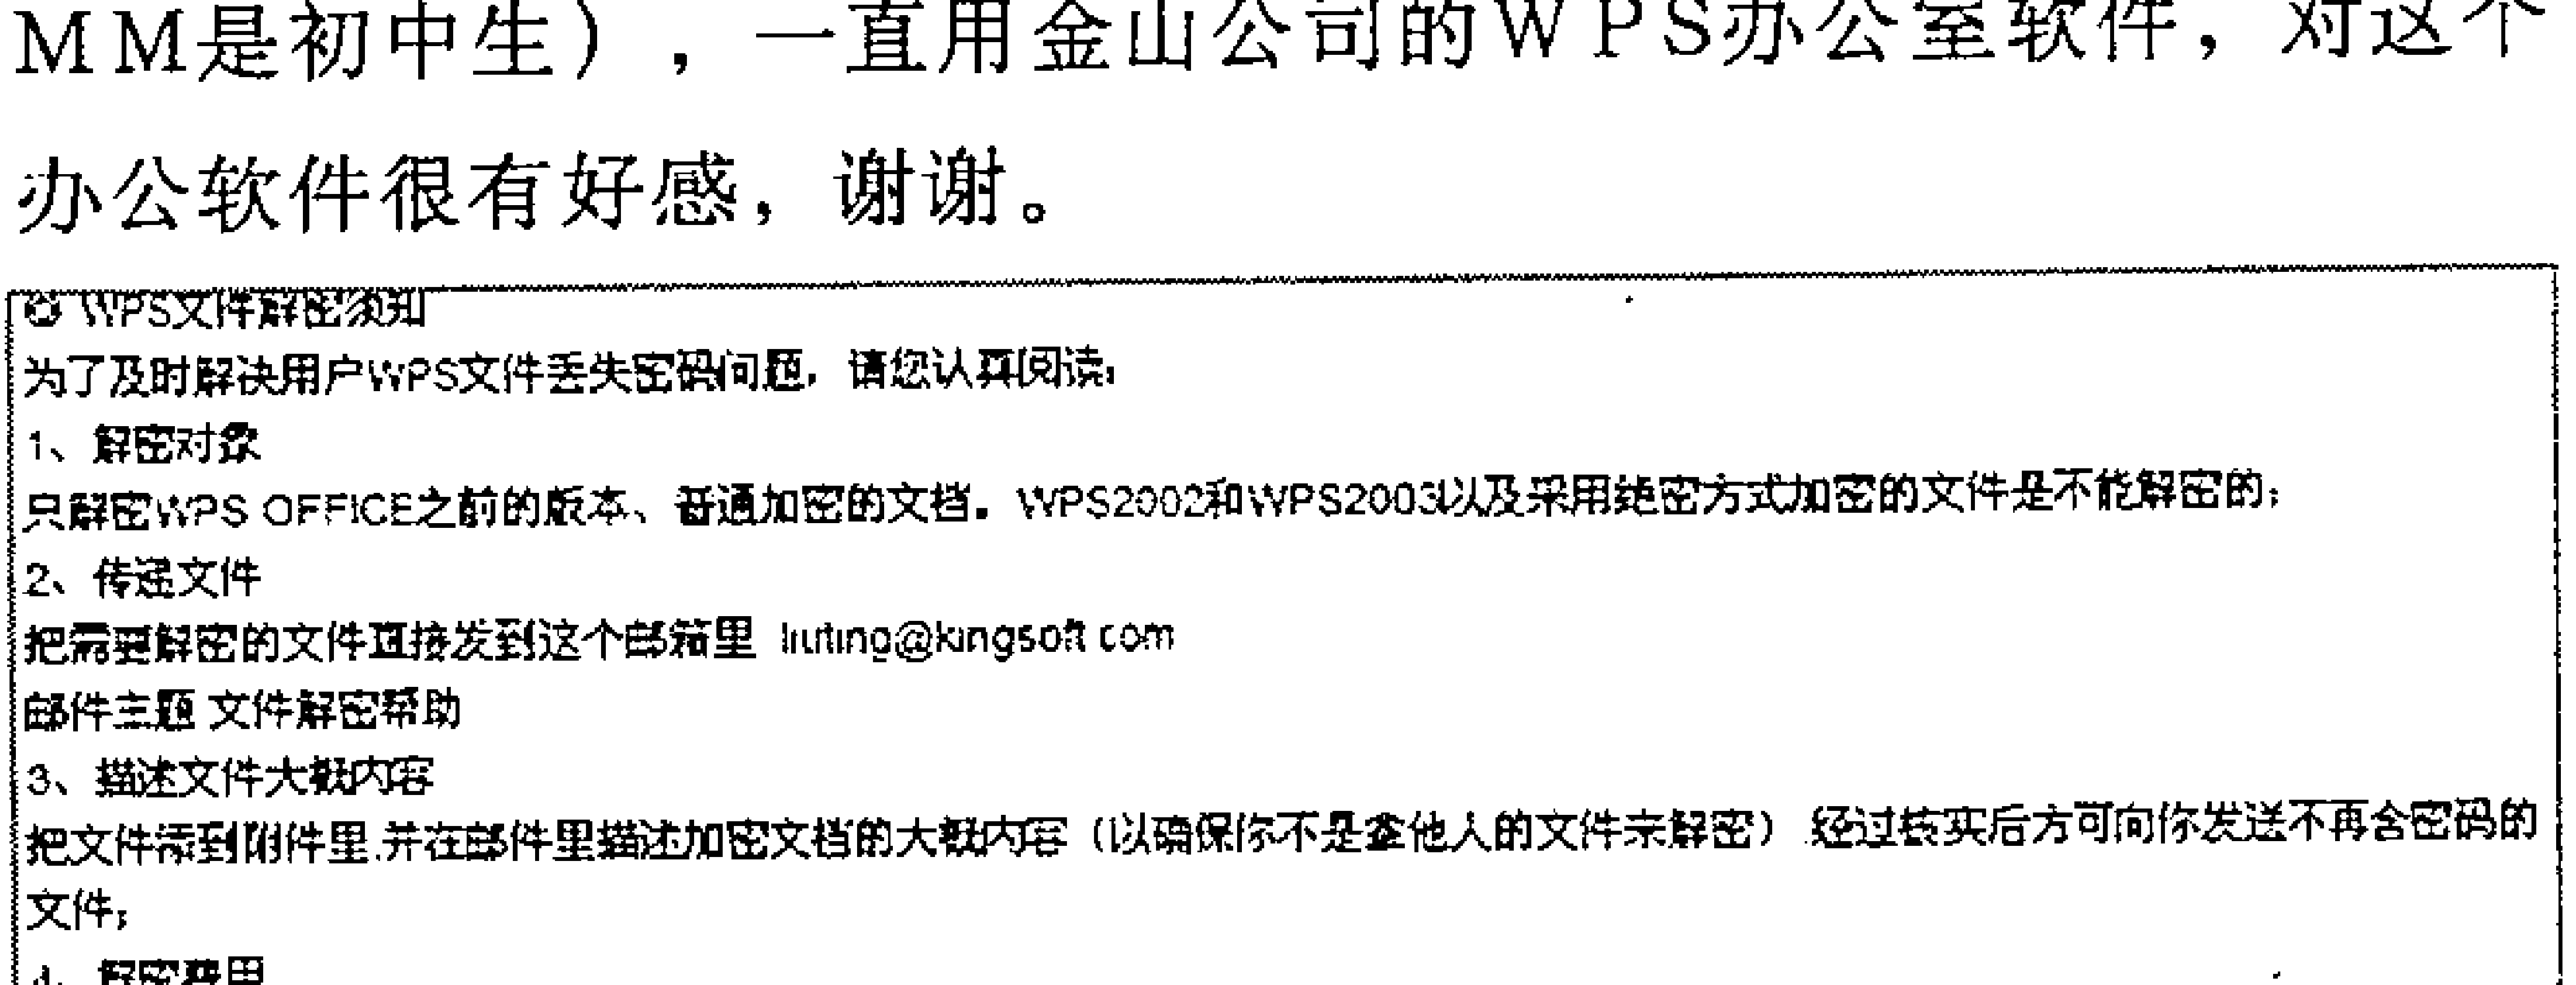 MM是初中生），一直用金山公司的WPS办公室软件，对这个
办公软件很有好感，谢谢。
WPS文件解密须知
为了及时解决用户WPS文件丢失密码问题，请您认真阅读：
1、解密对象
只解密WPS OFFICE之前的版本、普通加密的文档。WPS2002和WPS2003以及采用绝密方式加密的文件是不能解密的；
2、传递文件
把需要解密的文件直接发到这个邮箱里 liuting@kingsoft.com
邮件主题 文件解密帮助
3、描述文件大概内容
把文件添到附件里,并在邮件里描述加密文档的大概内容（以确保你不是拿他人的文件来解密）.经过核实后方可向你发送不再含密码的
文件；
4、解密费用